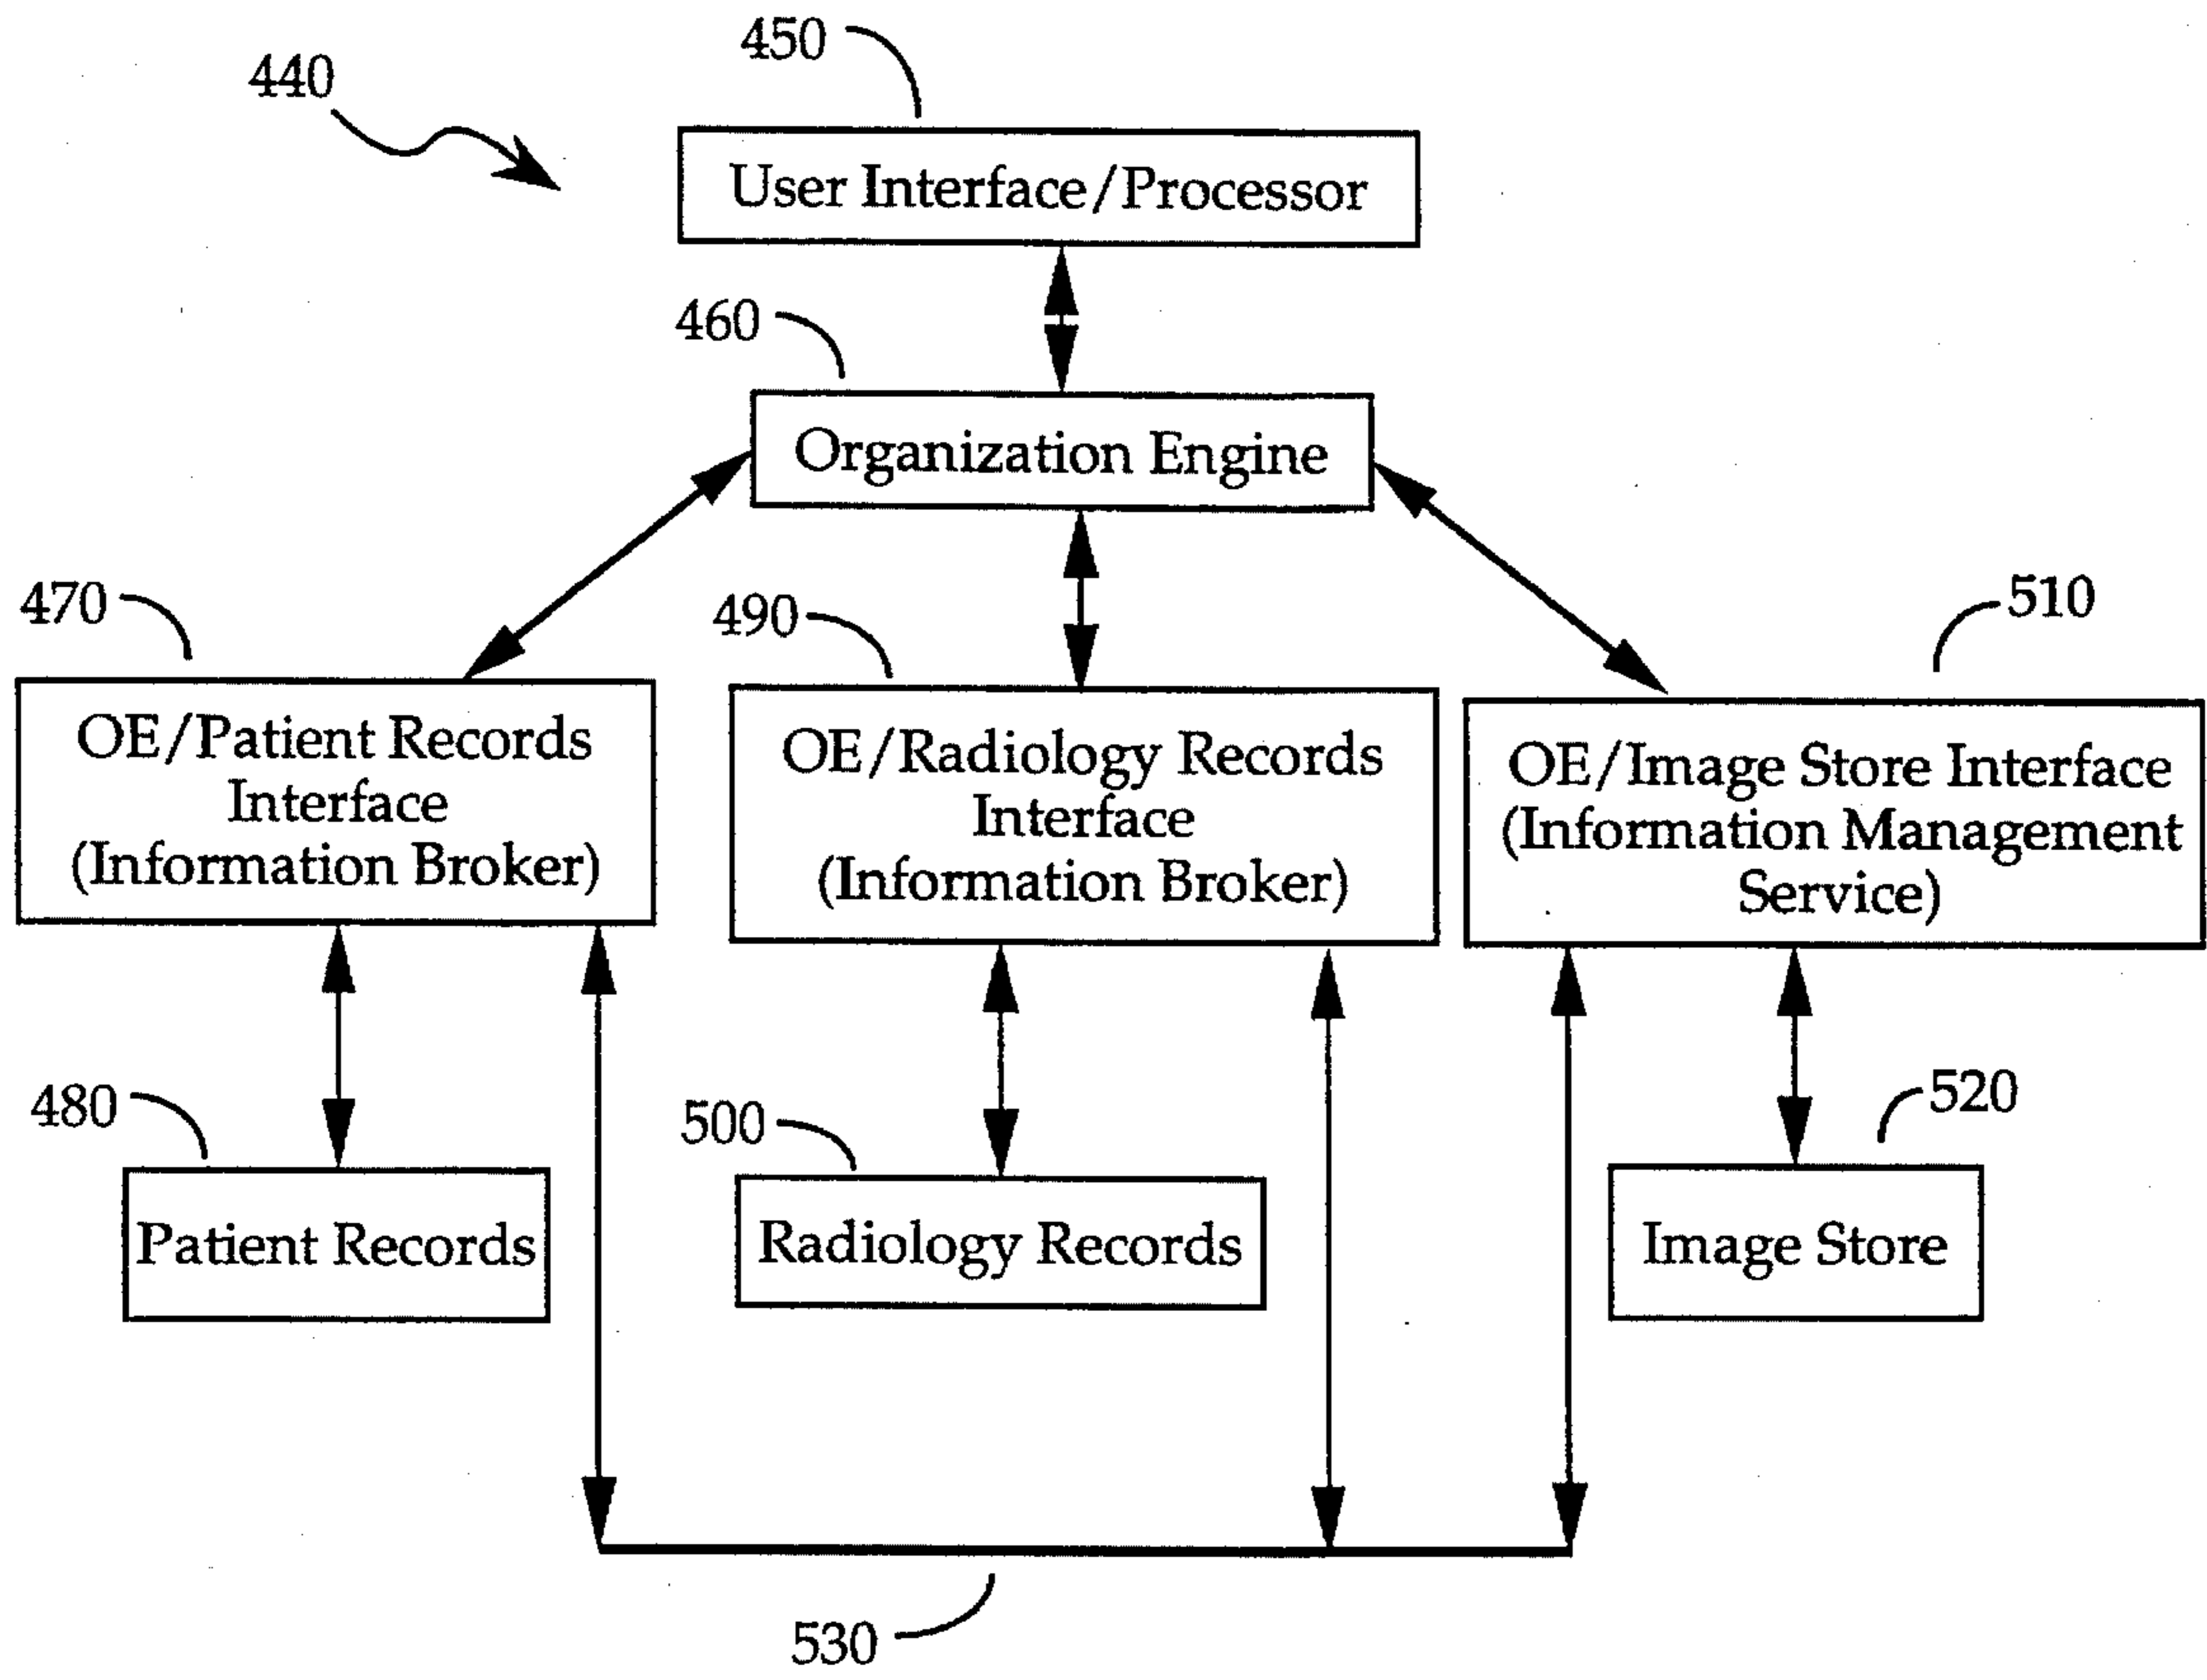 450
440
User Interface/Processor
460
Organization Engine
470
490
510
OE/Patient Records
Interface
(Information Broker)
OE/Radiology Records
Interface
(Information Broker)
OE/Image Store Interface
(Information Management
Service)
480
500
520
Patient Records
Radiology Records
Image Store
530